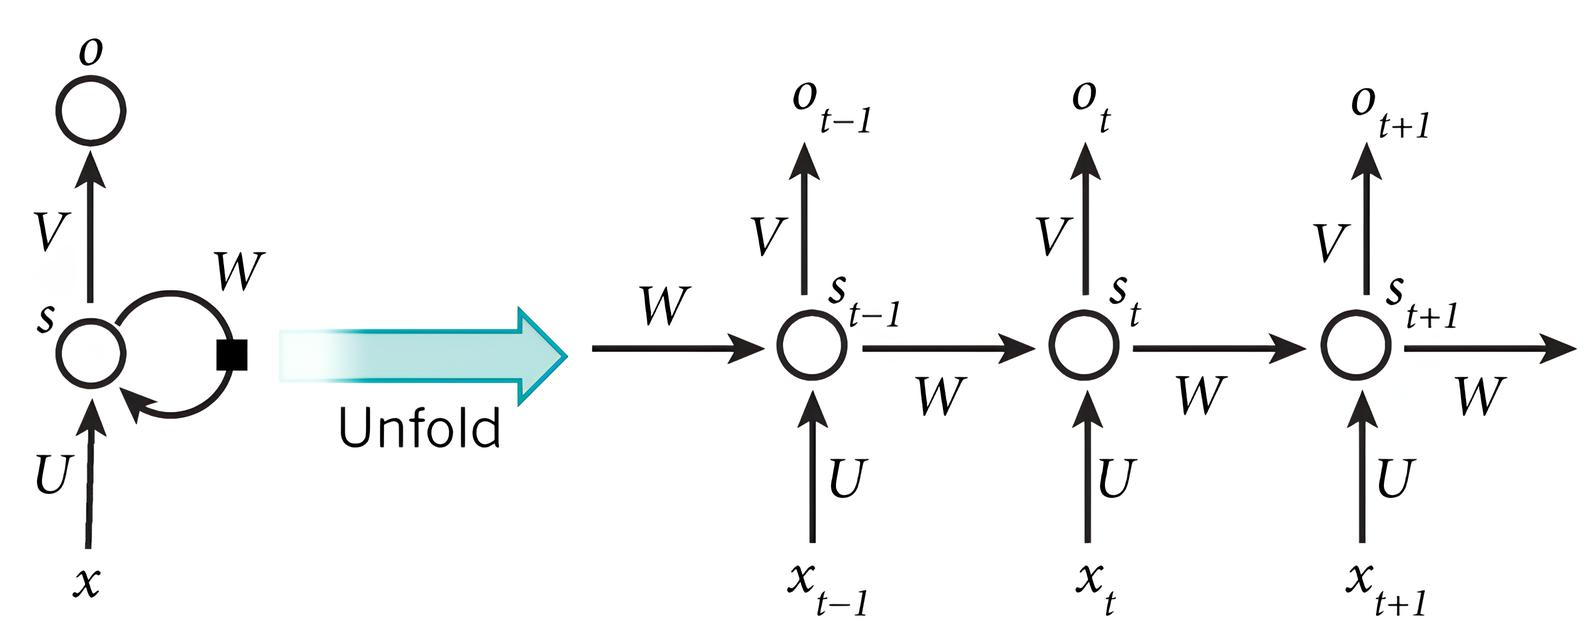 o
V
W
s
U
x
Unfold
o t−1
o t
o t+1
V
V
V
W
s t−1
s t
s t+1
W
W
W
U
U
U
x t−1
x t
x t+1